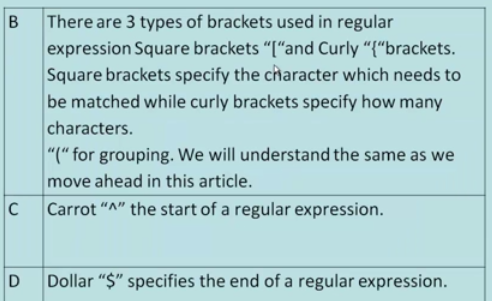 B There are 3 types of brackets used in regular
expression Square brackets “[“and Curly “{“brackets.
Square brackets specify the character which needs to
be matched while curly brackets specify how many
characters.
“(“ for grouping. We will understand the same as we
move ahead in this article.
C Carrot “^” the start of a regular expression.
D Dollar “$” specifies the end of a regular expression.